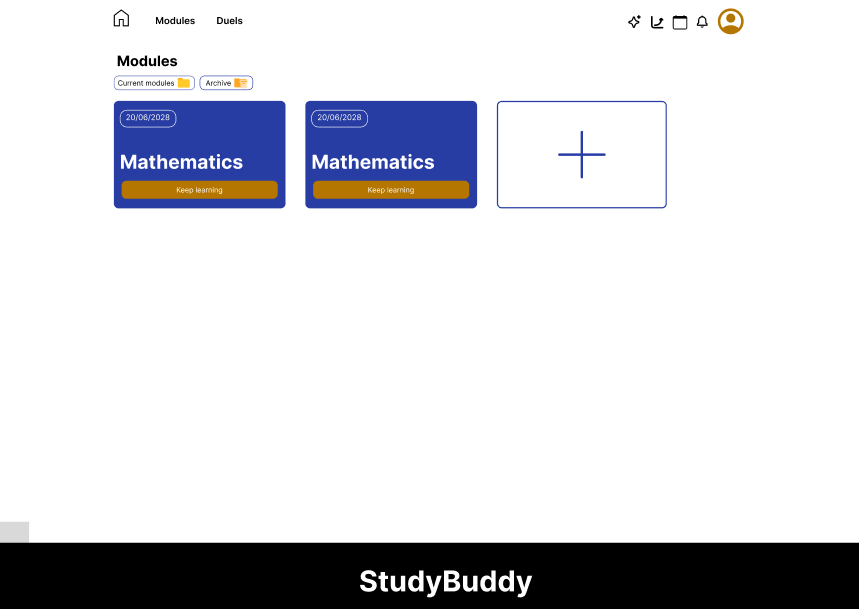 Modules Duels
Modules
Current modules Archive
20/06/2028 20/06/2028
Mathematics Mathematics
Keep learning Keep learning
StudyBuddy